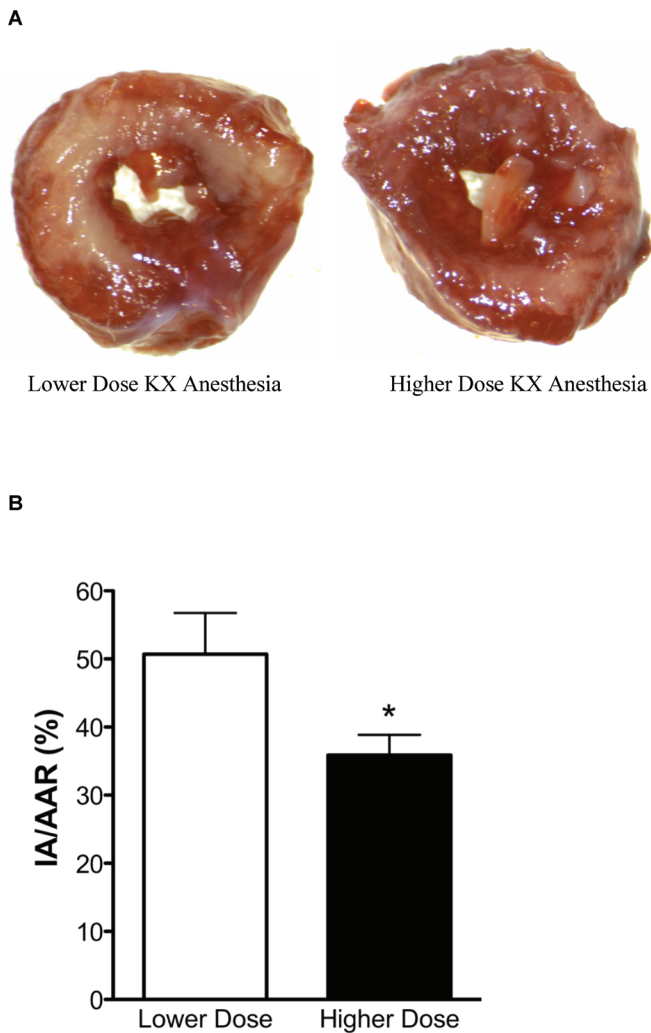 A
Lower Dose KX Anesthesia
Higher Dose KX Anesthesia
B
60
50
40
30
20
10
0
IA/AAR (%)
*
Lower Dose
Higher Dose